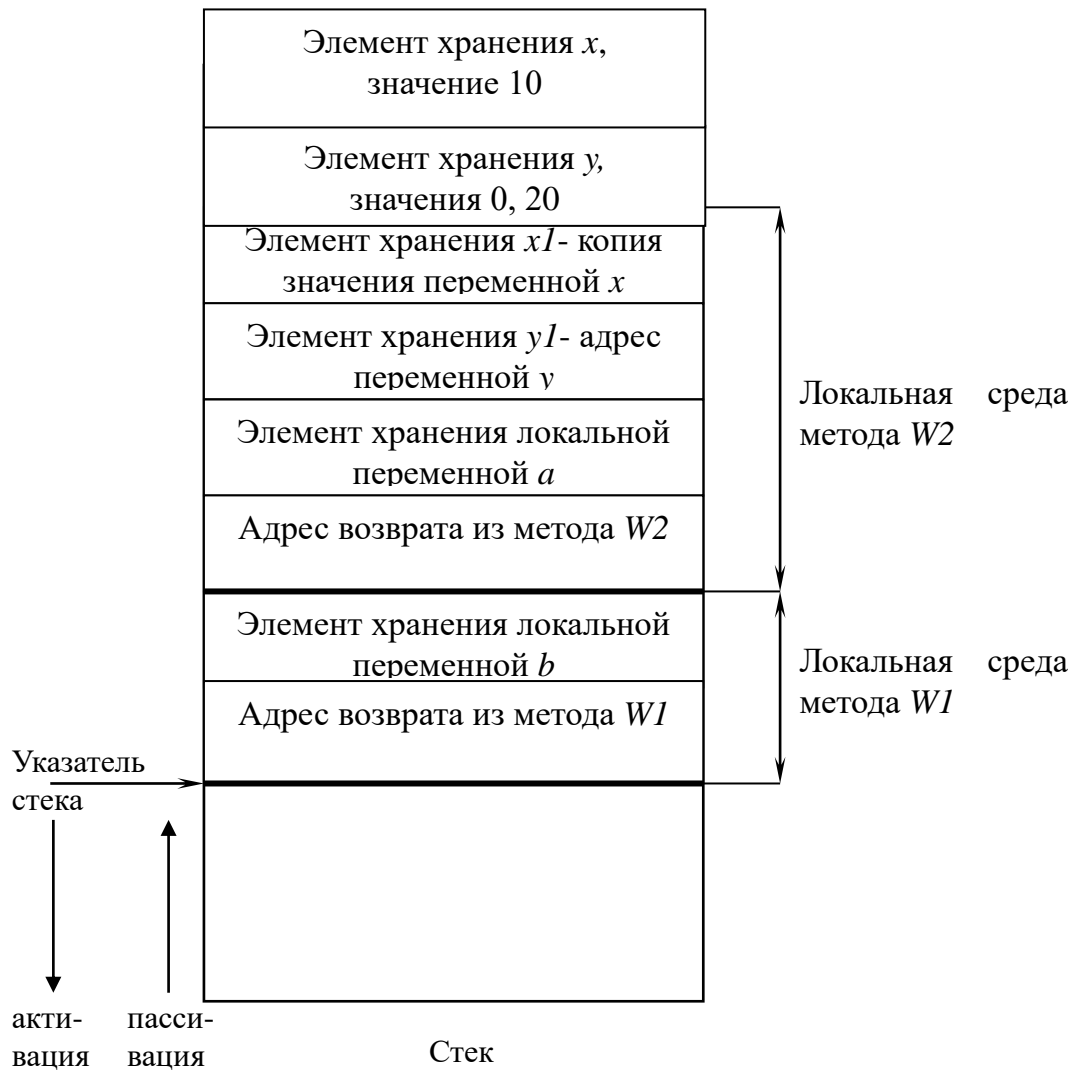 Элемент хранения x,
значение 10
Элемент хранения y,
значения 0, 20
Элемент хранения x1- копия
значения переменной x
Элемент хранения y1- адрес
переменной y
Элемент хранения локальной
переменной a
Адрес возврата из метода W2
Локальная среда
метода W2
Элемент хранения локальной
переменной b
Адрес возврата из метода W1
Локальная среда
метода W1
Указатель
стека
акти-
вация
пасси-
вация
Стек